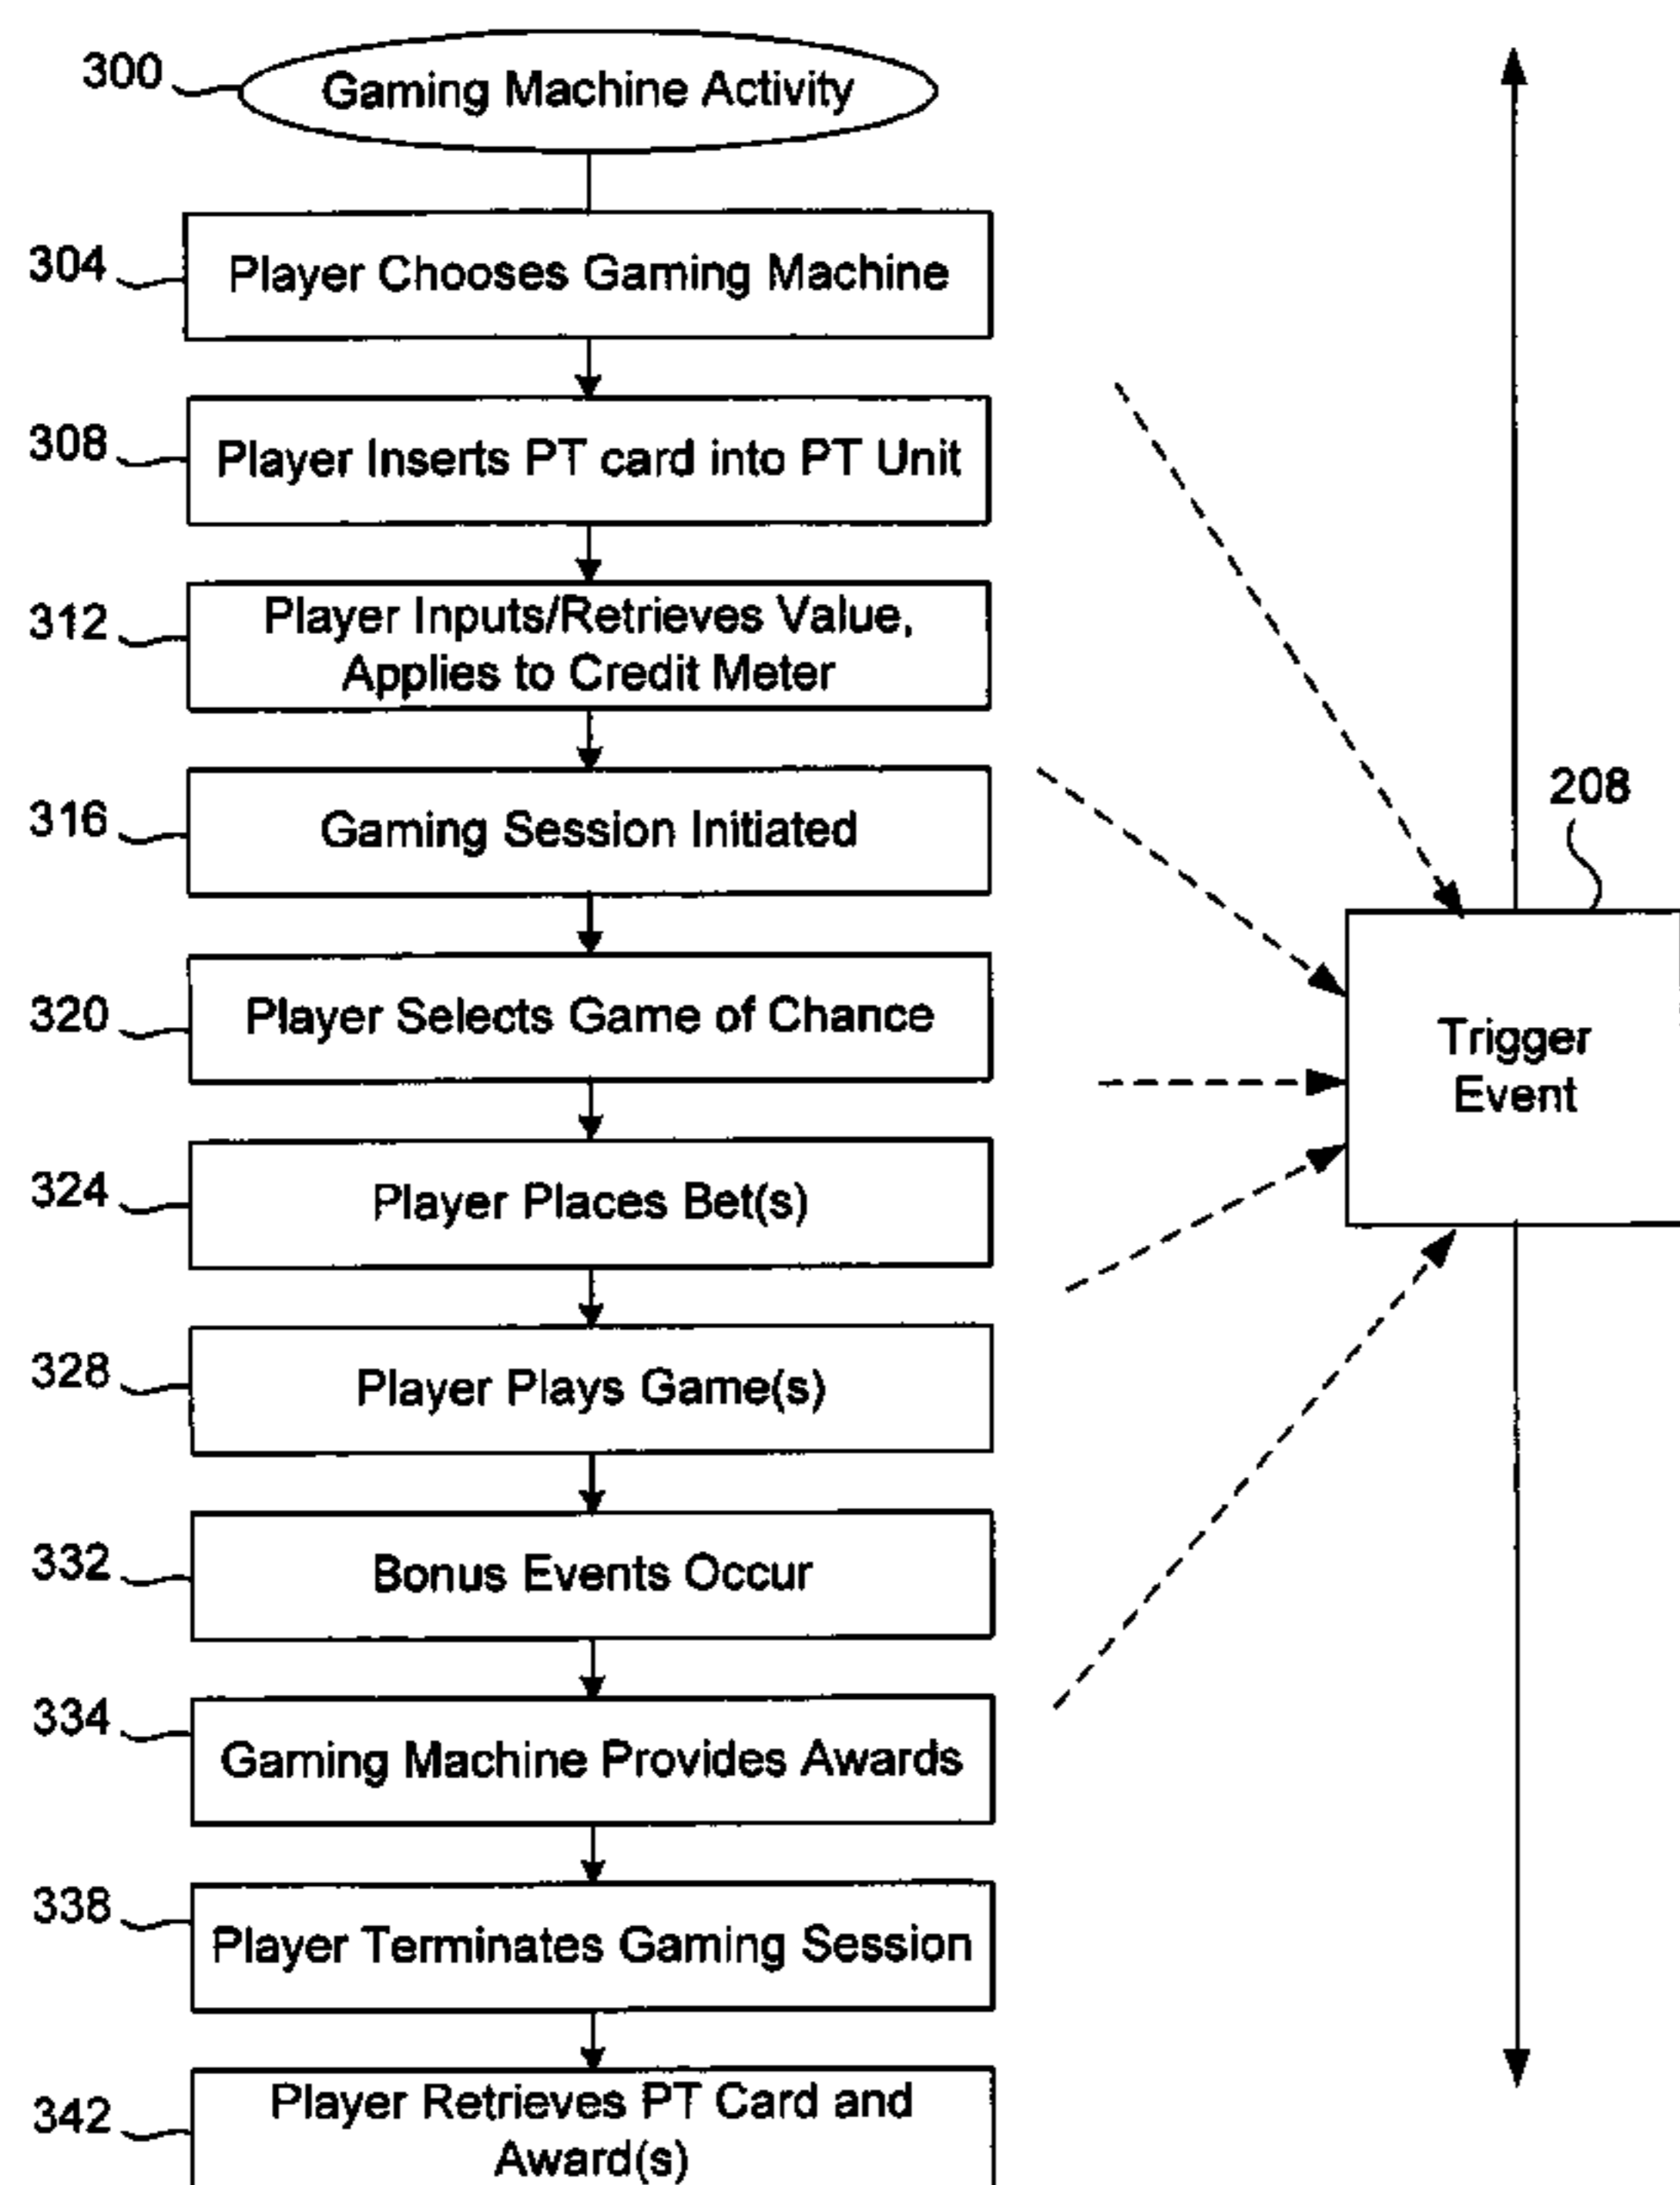 300
Gaming Machine Activity
304
Player Chooses Gaming Machine
308
Player Inserts PT card into PT Unit
312
Player Inputs/Retrieves Value,
Applies to Credit Meter
316
Gaming Session Initiated
208
320
Player Selects Game of Chance
Trigger
Event
324
Player Places Bet(s)
328
Player Plays Game(s)
332
Bonus Events Occur
334
Gaming Machine Provides Awards
338
Player Terminates Gaming Session
342
Player Retrieves PT Card and
Award(s)